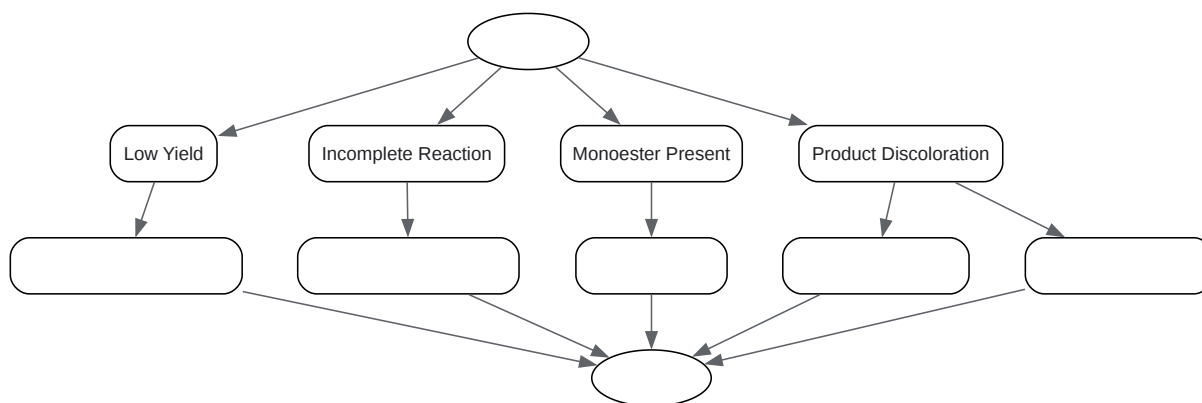 Low Yield
Incomplete Reaction
Monoester Present
Product Discoloration